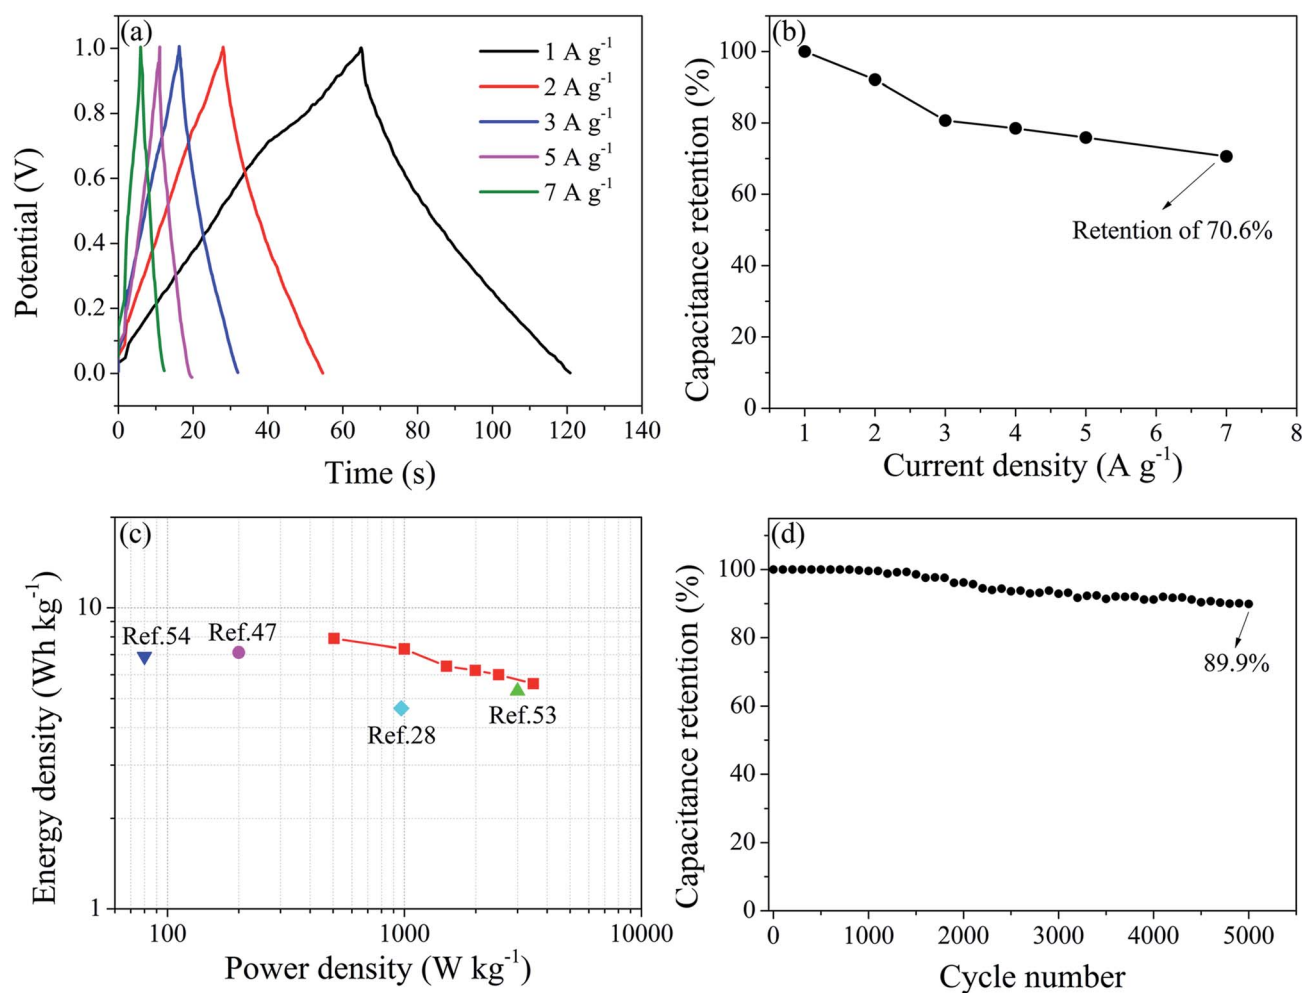 (a)
1 A g⁻¹
2 A g⁻¹
3 A g⁻¹
5 A g⁻¹
7 A g⁻¹
1.0
0.8
0.6
0.4
0.2
0.0
Potential (V)
0 20 40 60 80 100 120 140
Time (s)
(b)
100
80
60
40
20
0
Capacitance retention (%)
Retention of 70.6%
1 2 3 4 5 6 7 8
Current density (A g⁻¹)
(c)
10
1
Energy density (Wh kg⁻¹)
Ref.54
Ref.47
Ref.28
Ref.53
100 1000 10000
Power density (W kg⁻¹)
(d)
100
80
60
40
20
0
Capacitance retention (%)
89.9%
0 1000 2000 3000 4000 5000
Cycle number